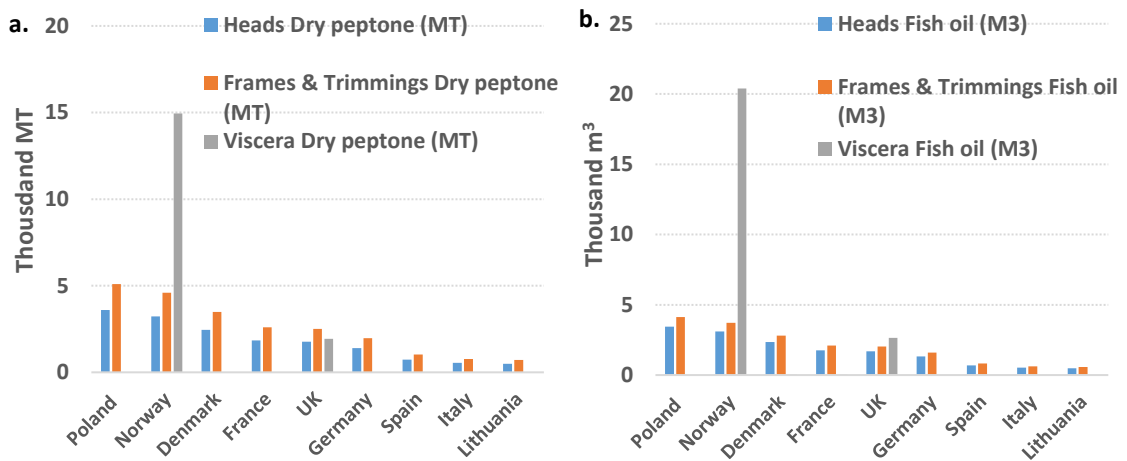 a.
Heads Dry peptone (MT)
Frames & Trimmings Dry peptone
(MT)
Viscera Dry peptone (MT)
Thousdand MT
20
15
10
5
0
Poland
Norway
Denmark
France
UK
Germany
Spain
Italy
Lithuania
b.
Heads Fish oil (M3)
Frames & Trimmings Fish oil
(M3)
Viscera Fish oil (M3)
Thousand m³
25
20
15
10
5
0
Poland
Norway
Denmark
France
UK
Germany
Spain
Italy
Lithuania